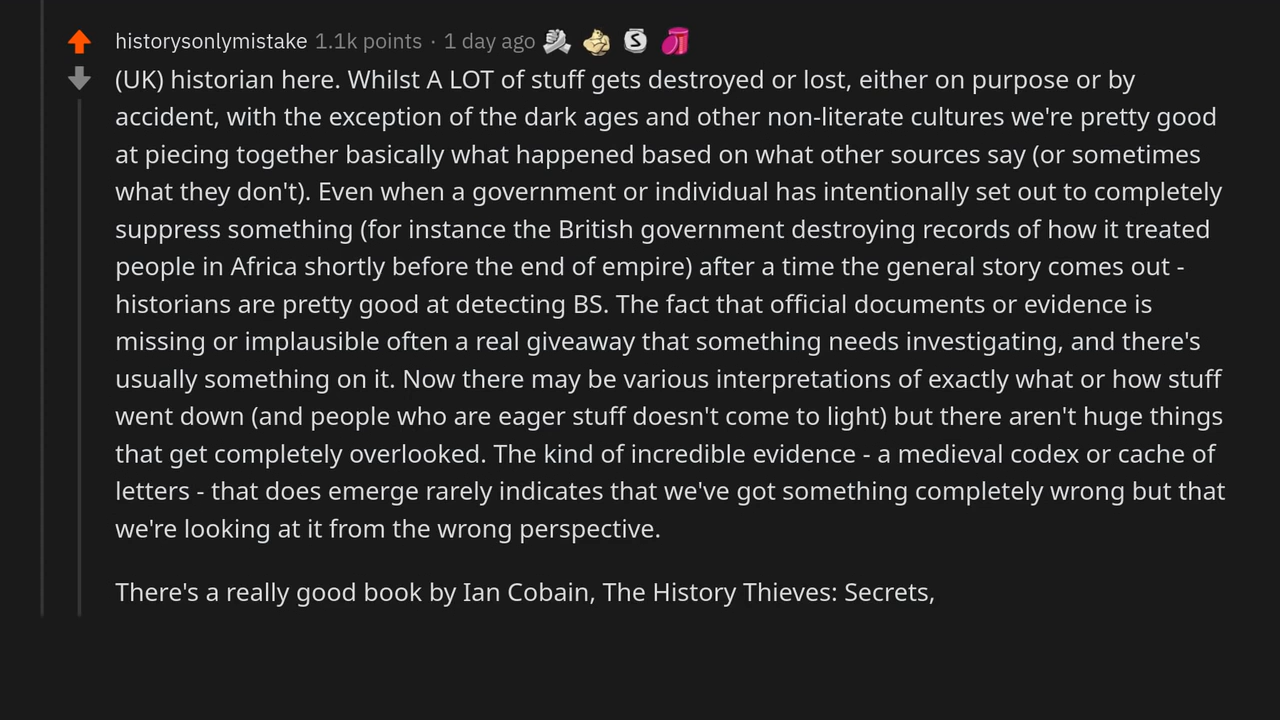 historysonlymistake 1.1k points · 1 day ago
(UK) historian here. Whilst A LOT of stuff gets destroyed or lost, either on purpose or by
accident, with the exception of the dark ages and other non-literate cultures we're pretty good
at piecing together basically what happened based on what other sources say (or sometimes
what they don't). Even when a government or individual has intentionally set out to completely
suppress something (for instance the British government destroying records of how it treated
people in Africa shortly before the end of empire) after a time the general story comes out -
historians are pretty good at detecting BS. The fact that official documents or evidence is
missing or implausible often a real giveaway that something needs investigating, and there's
usually something on it. Now there may be various interpretations of exactly what or how stuff
went down (and people who are eager stuff doesn't come to light) but there aren't huge things
that get completely overlooked. The kind of incredible evidence - a medieval codex or cache of
letters - that does emerge rarely indicates that we've got something completely wrong but that
we're looking at it from the wrong perspective.
There's a really good book by Ian Cobain, The History Thieves: Secrets,